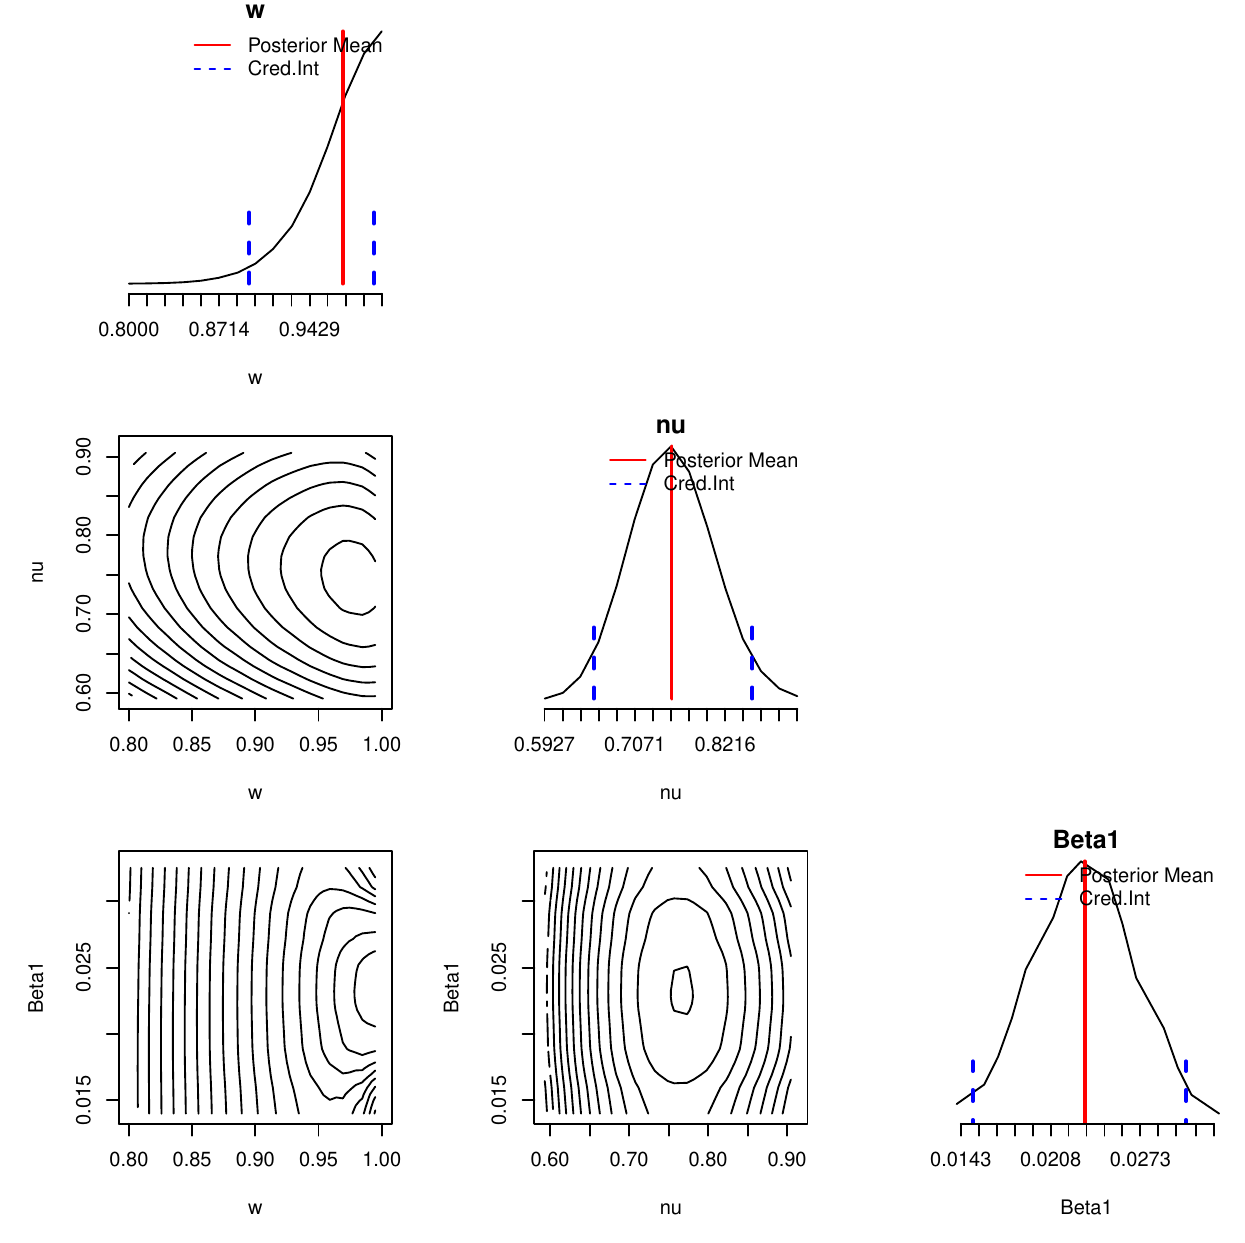 w
Posterior Mean
Cred.Int
0.8000 0.8714 0.9429
w
nu
Posterior Mean
Cred.Int
0.90
0.80
0.70
0.60
nu
0.80 0.85 0.90 0.95 1.00
w
0.5927 0.7071 0.8216
nu
Beta1
Posterior Mean
Cred.Int
0.025
0.015
Beta1
0.80 0.85 0.90 0.95 1.00
w
0.025
0.015
Beta1
0.60 0.70 0.80 0.90
nu
0.0143 0.0208 0.0273
Beta1